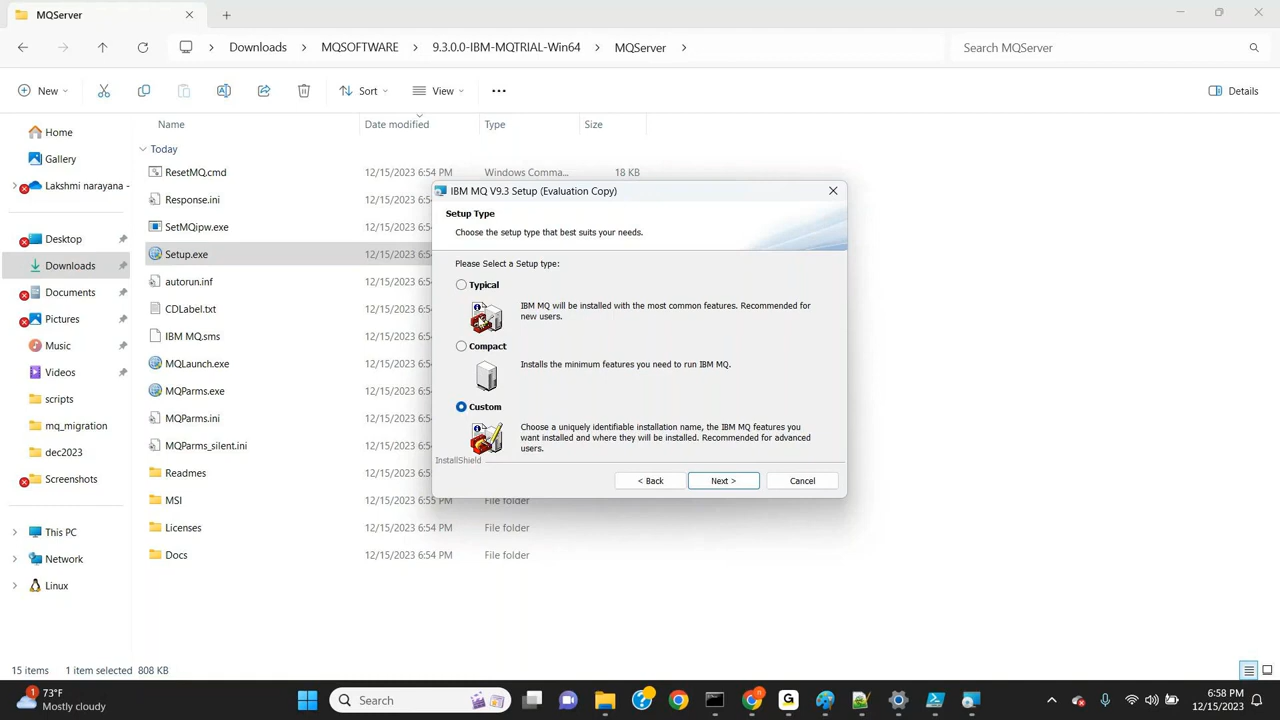 MQServer
Downloads
MQSOFTWARE
9.3.0.0-IBM-MQTRIAL-Win64
MQServer
Search MQServer
New
Sort
View
Details
Name
Date modified
Type
Size
Home
Gallery
Lakshmi narayana -
Desktop
Downloads
Documents
Pictures
Music
Videos
scripts
mq_migration
dec2023
Screenshots
This PC
Network
Linux
Today
ResetMQ.cmd 12/15/2023 6:54 PM Windows Comma... 18 KB
Response.ini 12/15/2023 6:5
SetMQipw.exe 12/15/2023 6:5
Setup.exe 12/15/2023 6:5
autorun.inf 12/15/2023 6:5
CDLabel.txt 12/15/2023 6:5
IBM MQ.sms 12/15/2023 6:5
MQLaunch.exe 12/15/2023 6:5
MQParms.exe 12/15/2023 6:5
MQParms.ini 12/15/2023 6:5
MQParms_silent.ini 12/15/2023 6:5
Readmes 12/15/2023 6:5
MSI 12/15/2023 6:55 PM File folder
Licenses 12/15/2023 6:54 PM File folder
Docs 12/15/2023 6:54 PM File folder
IBM MQ V9.3 Setup (Evaluation Copy)
Setup Type
Choose the setup type that best suits your needs.
Please Select a Setup type:
Typical
IBM MQ will be installed with the most common features. Recommended for
new users.
Compact
Installs the minimum features you need to run IBM MQ.
Custom
Choose a uniquely identifiable installation name, the IBM MQ features you
want installed and where they will be installed. Recommended for advanced
users.
InstallShield
< Back
Next >
Cancel
15 items 1 item selected 808 KB
1
73°F
Mostly cloudy
Search
6:58 PM
12/15/2023